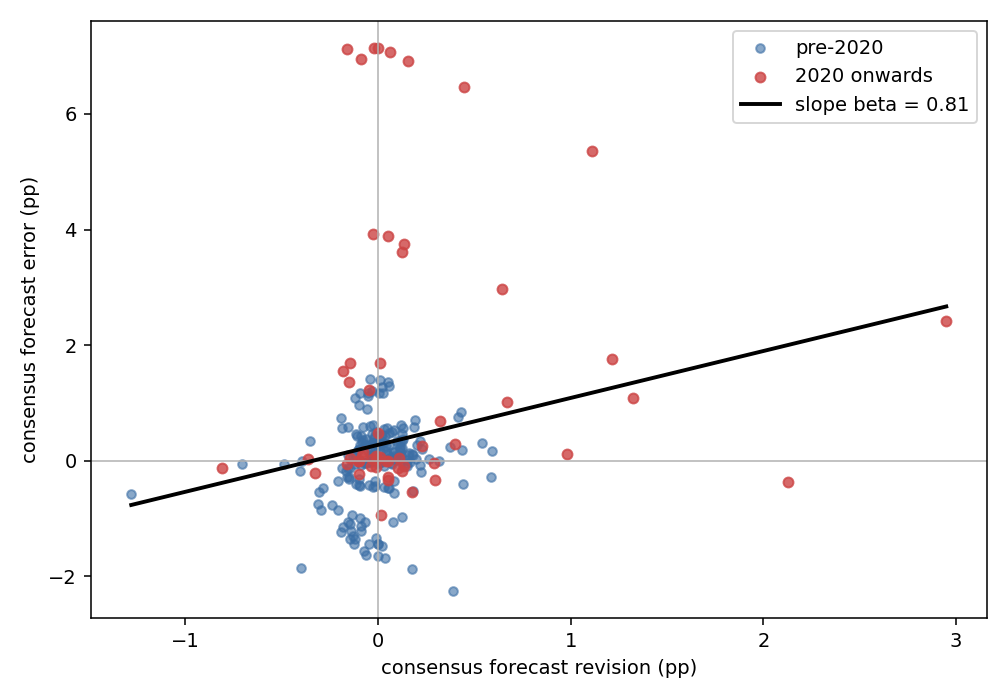 pre-2020
2020 onwards
slope beta = 0.81
6
4
2
0
−2
consensus forecast error (pp)
−1
0
1
2
3
consensus forecast revision (pp)